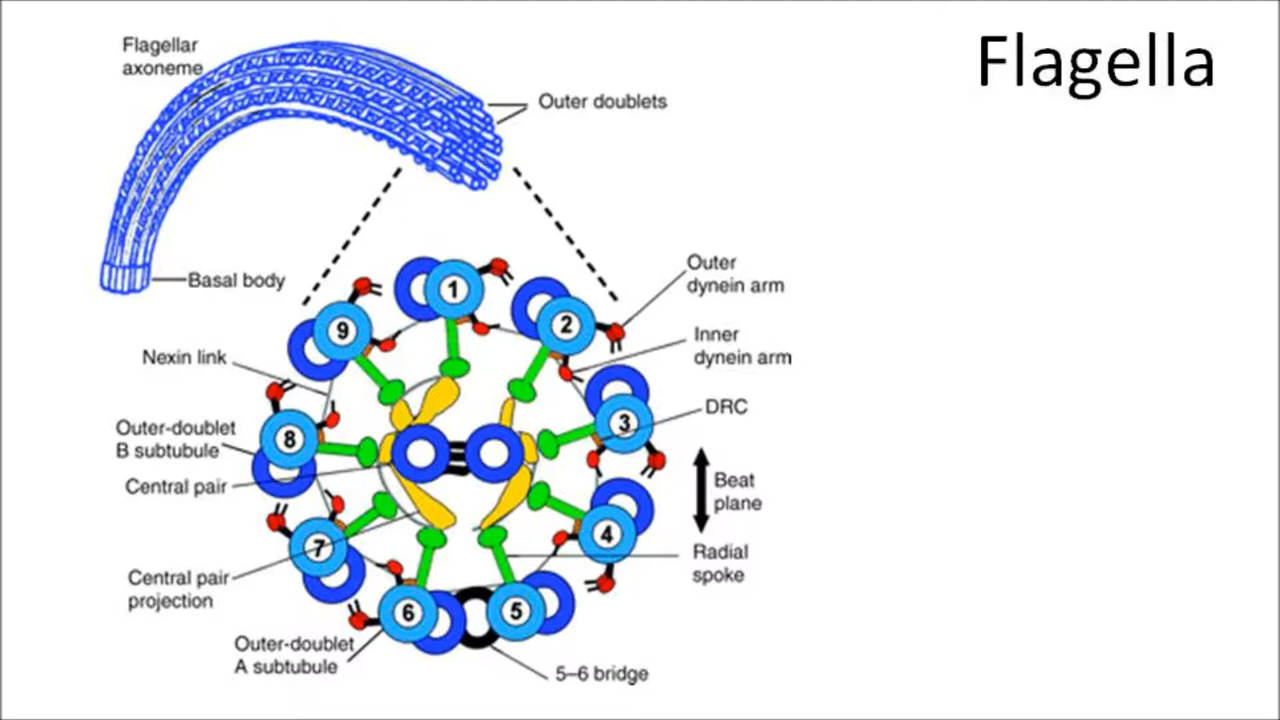 Flagella
Flagellar
axoneme
Outer doublets
Basal body
Outer
dynein arm
Inner
dynein arm
Nexin link
DRC
Outer-doublet
B subtubule
Central pair
Beat
plane
Radial
spoke
Central pair
projection
Outer-doublet
A subtubule
5–6 bridge
1
2
3
4
5
6
7
8
9